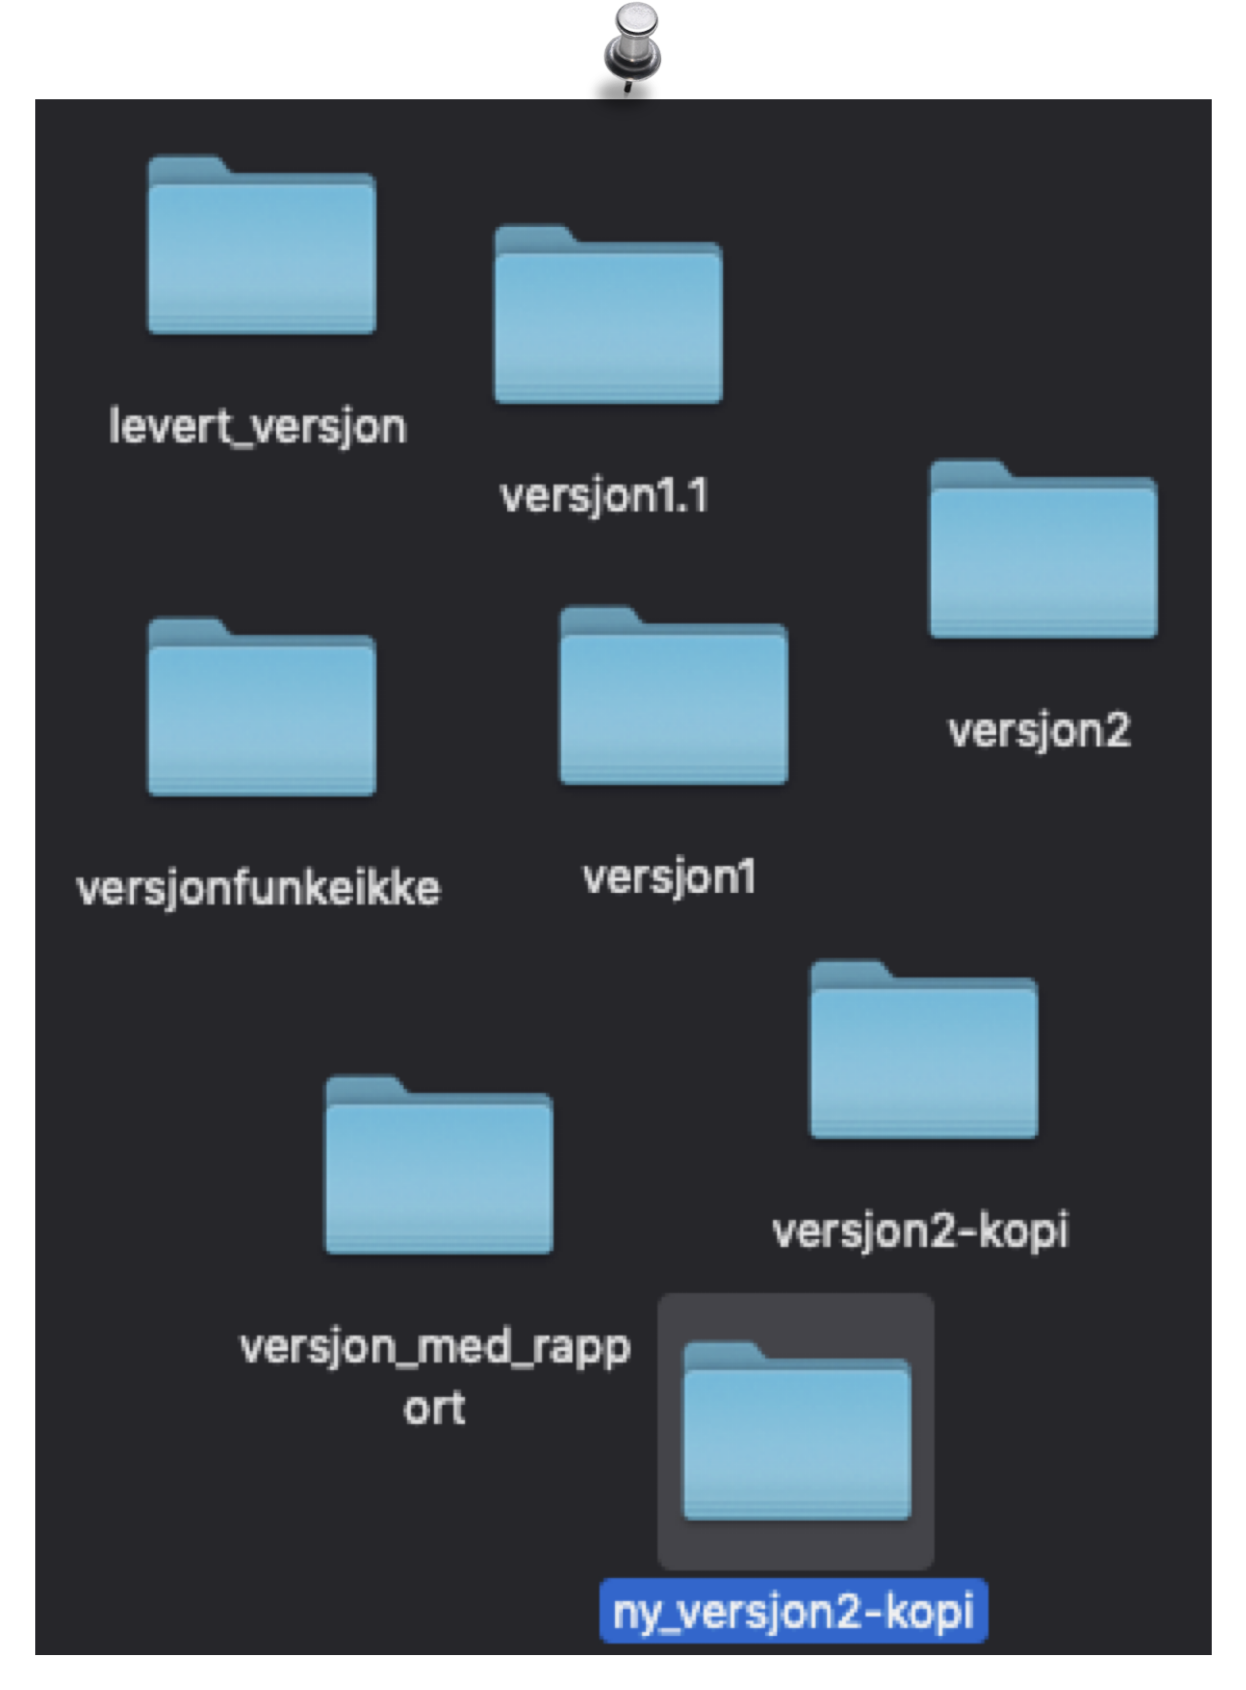 levert_versjon
versjon1.1
versjon2
versjonfunkeikke
versjon1
versjon2-kopi
versjon_med_rapp
ort
ny_versjon2-kopi